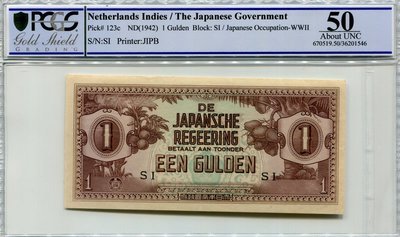 PCGS
Gold Shield
GRADING
Netherlands Indies / The Japanese Government
Pick# 123c ND(1942) 1 Gulden Block: SI / Japanese Occupation-WWII
S/N:SI Printer:JIPB
50
About UNC
670519.50/36201546
DE
JAPANSCHE
REGEERING
BETAALT AAN TOONDER
EEN GULDEN
1
1
SI
SI
1
1